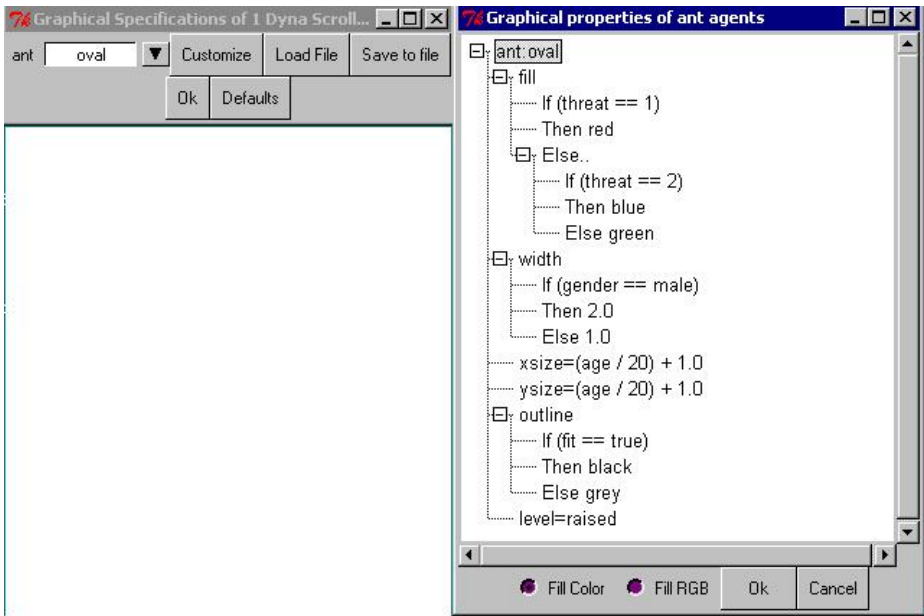 Graphical Specifications of 1 Dyna Scroll...
ant oval Customize Load File Save to file
Ok Defaults
Graphical properties of ant agents
ant:oval
fill
If (threat == 1)
Then red
Else..
If (threat == 2)
Then blue
Else green
width
If (gender == male)
Then 2.0
Else 1.0
xsize=(age / 20) + 1.0
ysize=(age / 20) + 1.0
outline
If (fit == true)
Then black
Else grey
level=raised
Fill Color Fill RGB Ok Cancel